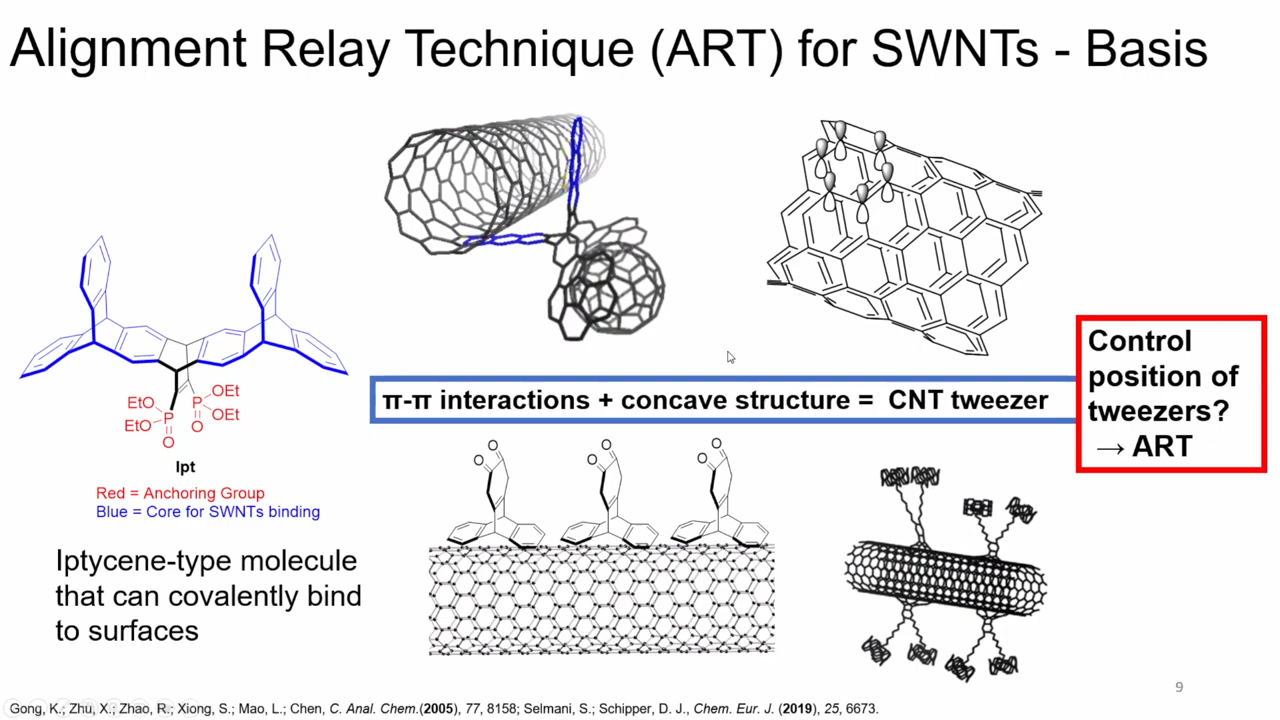 Alignment Relay Technique (ART) for SWNTs - Basis
EtO
EtO
P
O
P
O
OEt
OEt
Ipt
Red = Anchoring Group
Blue = Core for SWNTs binding
Iptycene-type molecule
that can covalently bind
to surfaces
π-π interactions + concave structure = CNT tweezer
Control
position of
tweezers?
→ ART
O
O
O
O
O
O
9
Gong, K.; Zhu, X.; Zhao, R.; Xiong, S.; Mao, L.; Chen, C. Anal. Chem.(2005), 77, 8158; Selmani, S.; Schipper, D. J., Chem. Eur. J. (2019), 25, 6673.